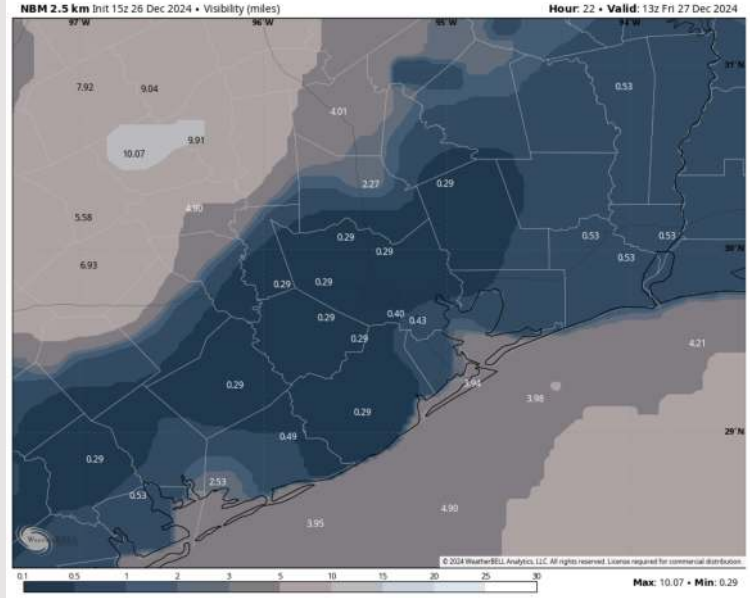 NBM 2.5 km Init 15z 26 Dec 2024 • Visibility (miles)
Hour: 22 • Valid: 13z Fri 27 Dec 2024
97°W 96°W 95°W 94°W
31°N
7.92 9.04 0.53
4.01
9.91
10.07
2.27 0.29
4.90
5.58
0.29 0.53 0.53
0.29 0.53
6.93
0.29 0.29
0.29 0.40 0.43
0.29 4.21
0.29 3.94
3.98
0.29
29°N
0.49
0.29
2.53
0.53
4.90
3.95
© 2024 WeatherBELL Analytics, LLC. All rights reserved. License required for commercial distribution.
0.1 0.5 1 2 3 5 10 15 20 25 30
Max: 10.07 • Min: 0.29